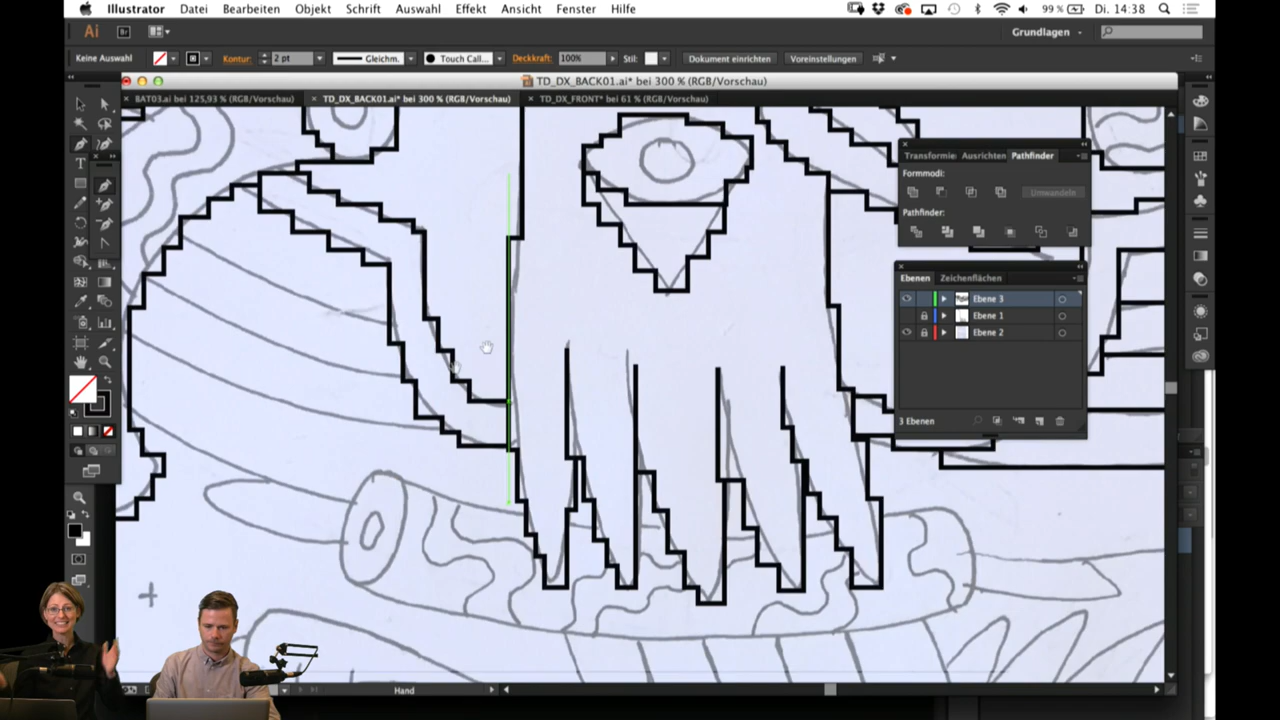 Illustrator Datei Bearbeiten Objekt Schrift Auswahl Effekt Ansicht Fenster Hilfe 99 % Di. 14:38
Ai Br Grundlagen
Keine Auswahl Kontur: 2 pt Gleichm. Touch Call... Deckkraft: 100% Stil: Dokument einrichten Voreinstellungen
TD_DX_BACK01.ai* bei 300 % (RGB/Vorschau)
× BAT03.ai bei 125,93 % (RGB/Vorschau) × TD_DX_BACK01.ai* bei 300 % (RGB/Vorschau) × TD_DX_FRONT* bei 61 % (RGB/Vorschau)
Transformie Ausrichten Pathfinder
Formmodi:
Umwandeln
Pathfinder:
Ebenen Zeichenflächen
Ebene 3
Ebene 1
Ebene 2
3 Ebenen
Hand